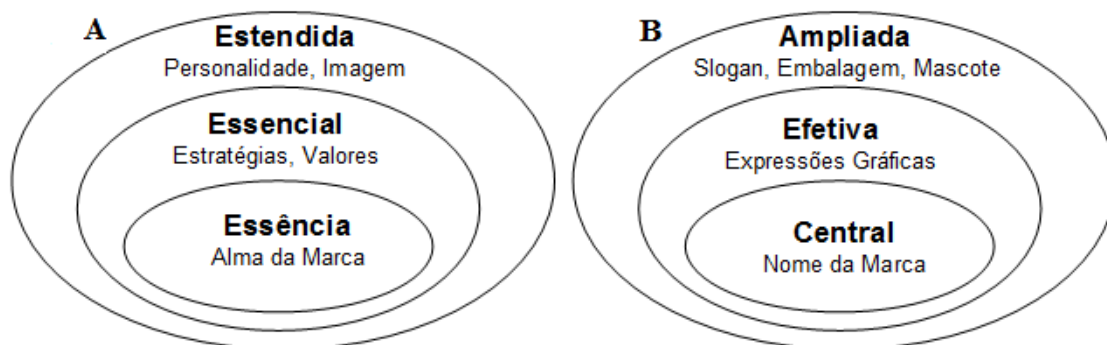 A
Estendida
Personalidade, Imagem
Essencial
Estratégias, Valores
Essência
Alma da Marca
B
Ampliada
Slogan, Embalagem, Mascote
Efetiva
Expressões Gráficas
Central
Nome da Marca